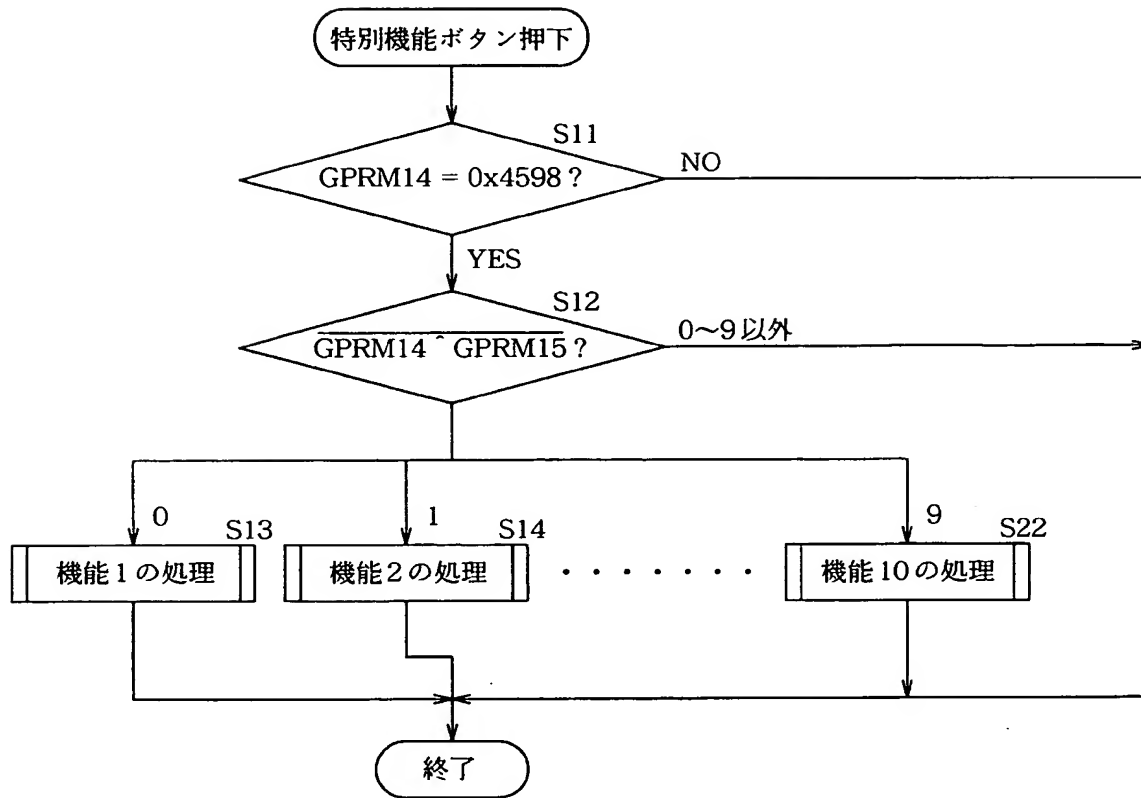 特別機能ボタン押下
S11
GPRM14 = 0x4598?
NO
YES
S12
GPRM14 ^ GPRM15?
0～9以外
0
S13
機能1の処理
1
S14
機能2の処理
・・・・・・・・
9
S22
機能10の処理
終了